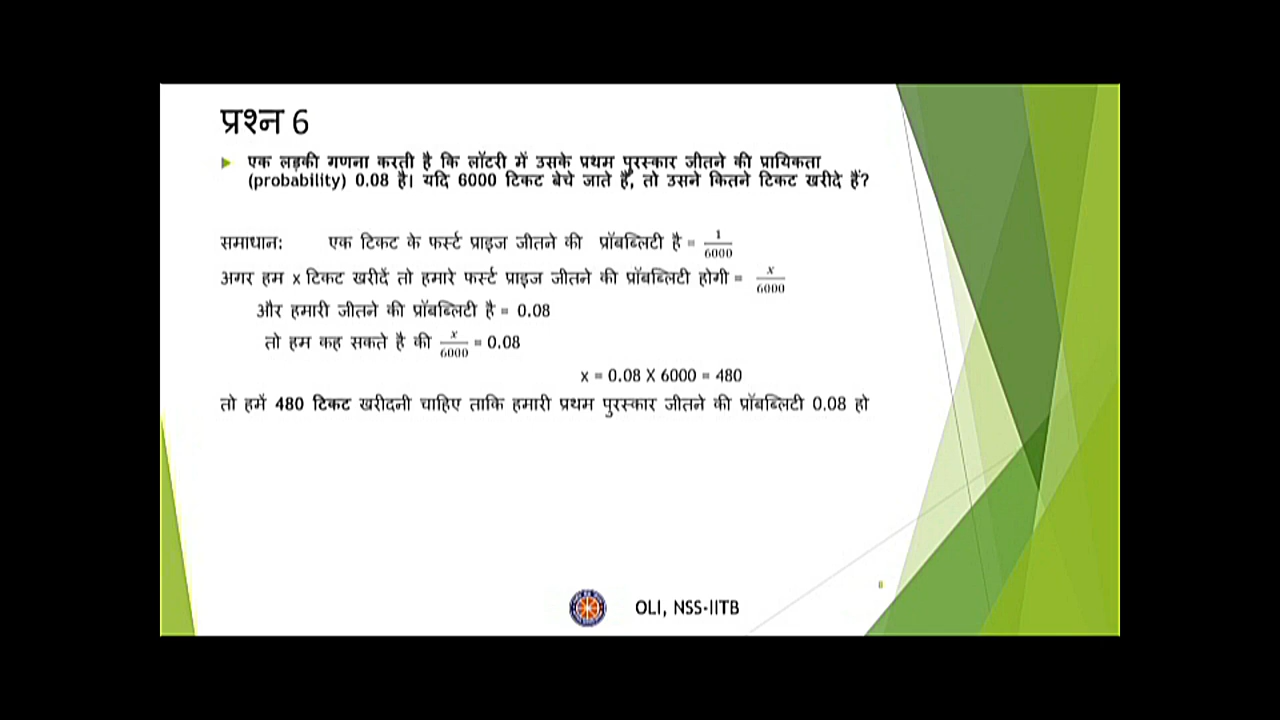 प्रश्न 6
एक लड़की गणना करती है कि लॉटरी में उसके प्रथम पुरस्कार जीतने की प्रायिकता
(probability) 0.08 है। यदि 6000 टिकट बेचे जाते हैं, तो उसने कितने टिकट खरीदे हैं?
समाधान: एक टिकट के फर्स्ट प्राइज जीतने की प्रॉबब्लिटी है = 1/6000
अगर हम x टिकट खरीदें तो हमारे फर्स्ट प्राइज जीतने की प्रॉबब्लिटी होगी = x/6000
और हमारी जीतने की प्रॉबब्लिटी है = 0.08
तो हम कह सकते है की x/6000 = 0.08
x = 0.08 X 6000 = 480
तो हमें 480 टिकट खरीदनी चाहिए ताकि हमारी प्रथम पुरस्कार जीतने की प्रॉबब्लिटी 0.08 हो
OLI, NSS-IITB